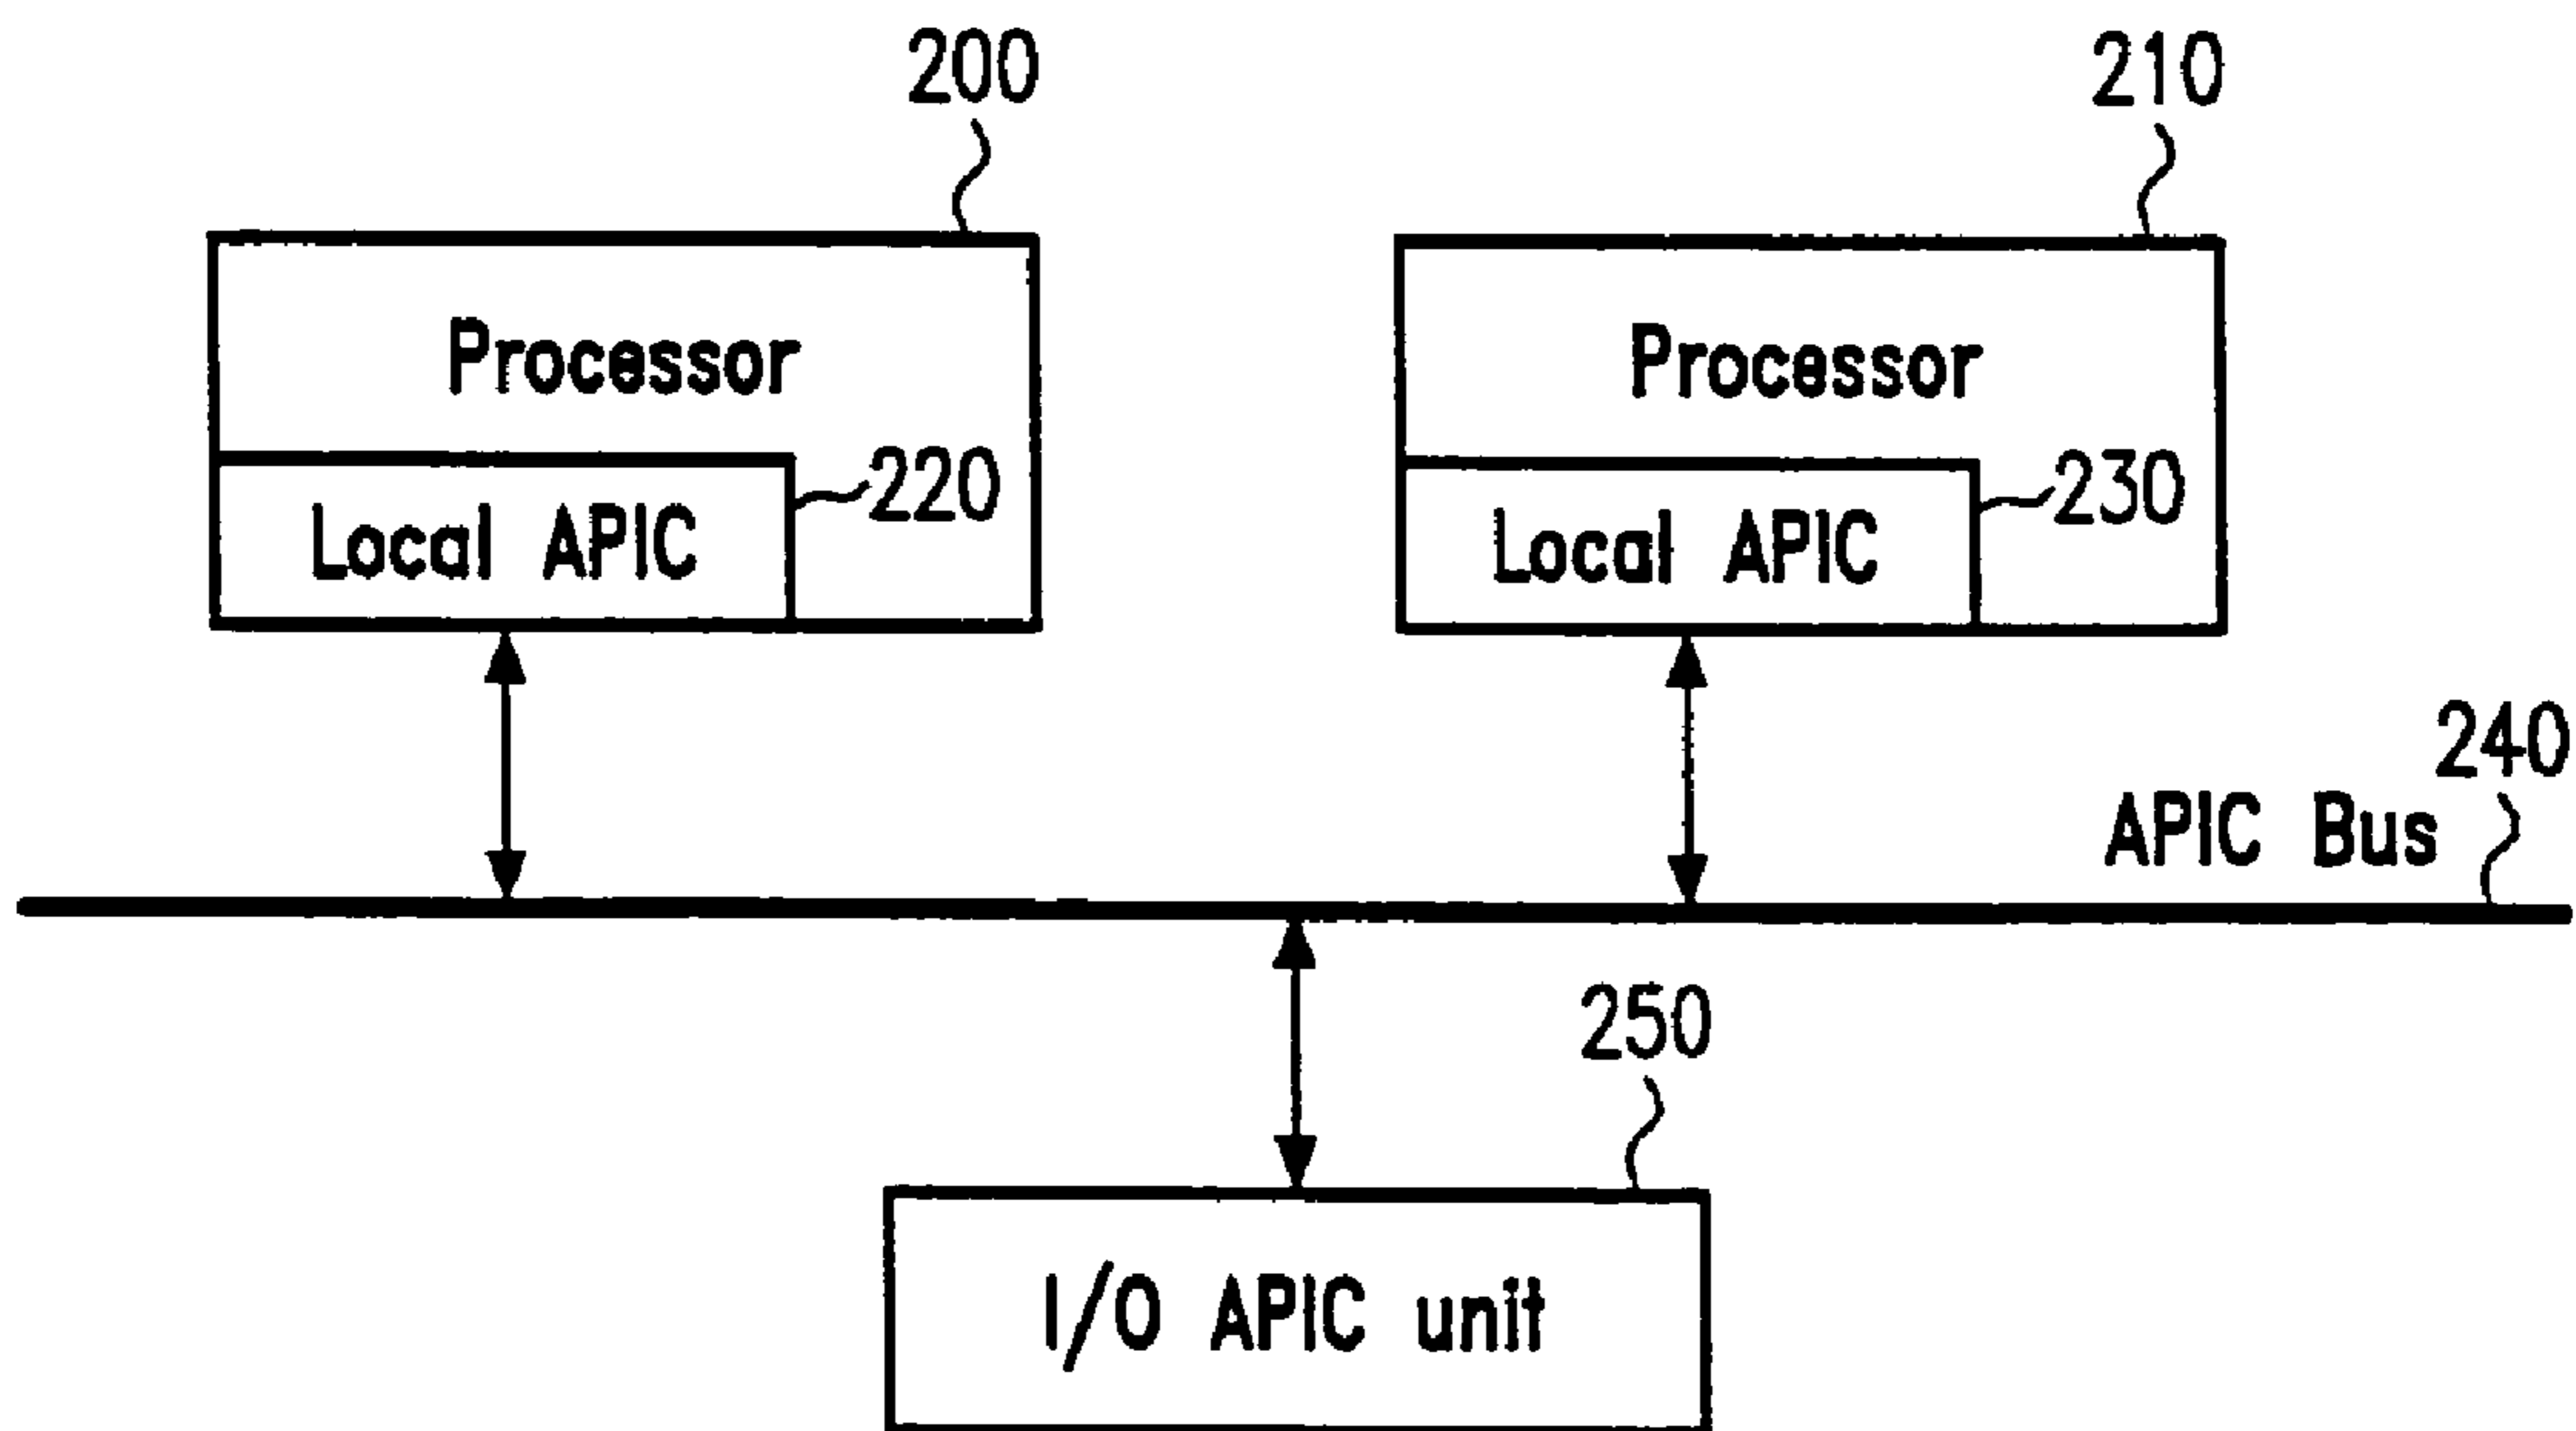 200
210
Processor
Processor
220
230
Local APIC
Local APIC
240
APIC Bus
250
I/O APIC unit